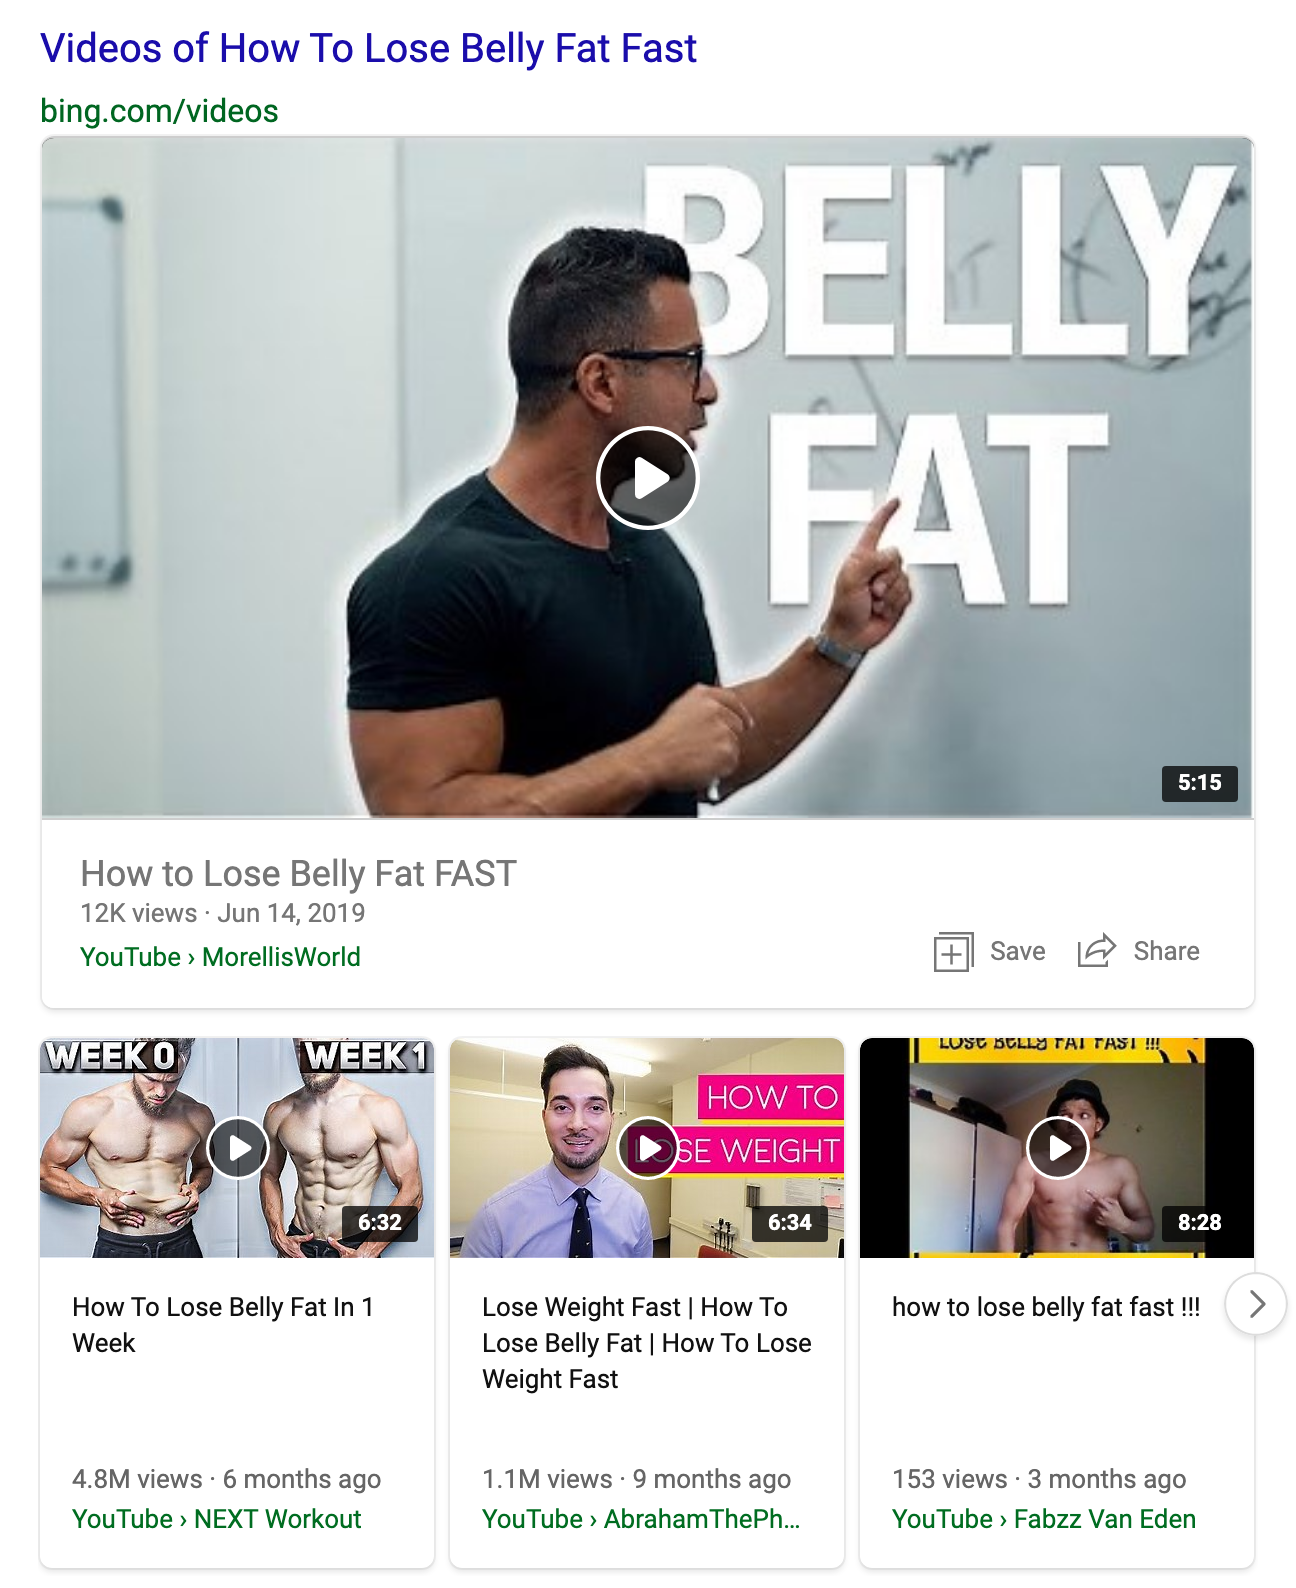 Videos of How To Lose Belly Fat Fast
bing.com/videos
BELLY
FAT
5:15
How to Lose Belly Fat FAST
12K views · Jun 14, 2019
YouTube › MorellisWorld
Save
Share
WEEK 0
WEEK 1
6:32
How To Lose Belly Fat In 1
Week
4.8M views · 6 months ago
YouTube › NEXT Workout
HOW TO
LOSE WEIGHT
6:34
Lose Weight Fast | How To
Lose Belly Fat | How To Lose
Weight Fast
1.1M views · 9 months ago
YouTube › AbrahamThePh...
LOSE BELLY FAT FAST !!!
8:28
how to lose belly fat fast !!!
153 views · 3 months ago
YouTube › Fabzz Van Eden